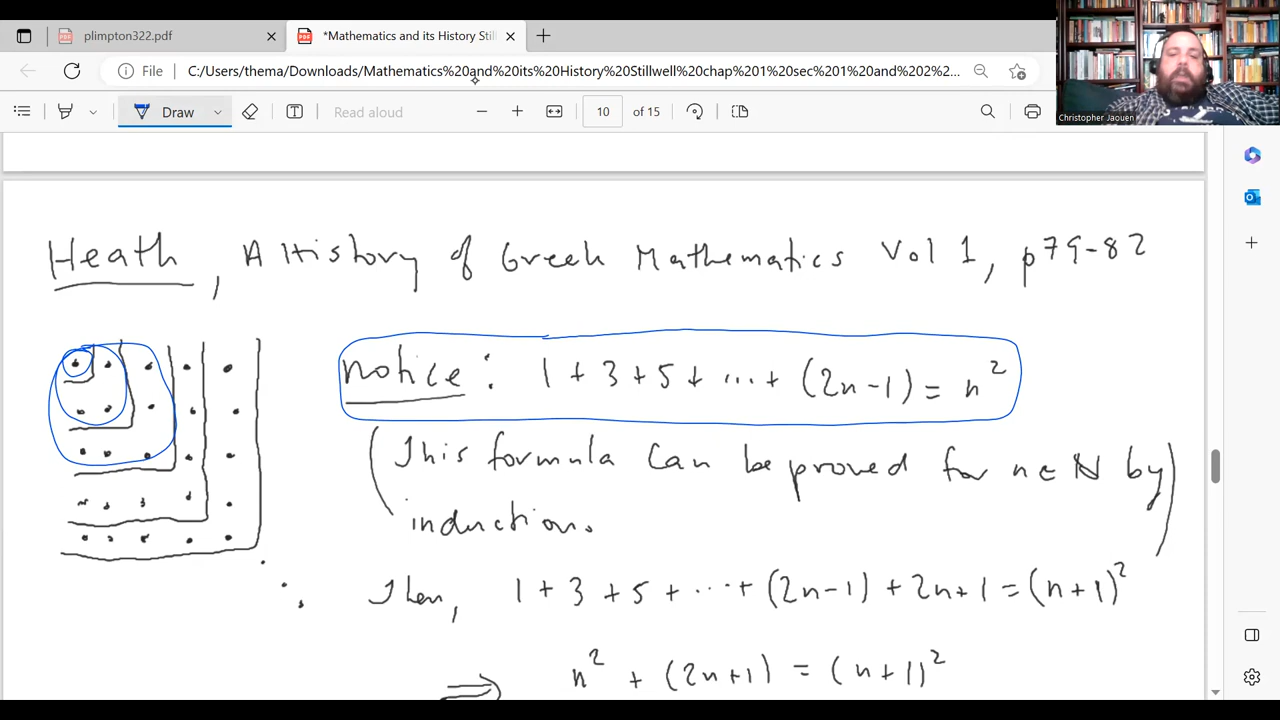 plimpton322.pdf
*Mathematics and its History Stil
File C:/Users/thema/Downloads/Mathematics%20and%20its%20History%20Stillwell%20chap%201%20sec%201%20and%202%2...
Draw Read aloud 10 of 15
Christopher Jaouen
Heath, A History of Greek Mathematics Vol 1, p79-82
notice: 1 + 3 + 5 + ... + (2n-1) = n²
(This formula can be proved for n ∈ ℕ by
induction.)
Then, 1 + 3 + 5 + ... + (2n-1) + 2n+1 = (n+1)²
⇒ n² + (2n+1) = (n+1)²